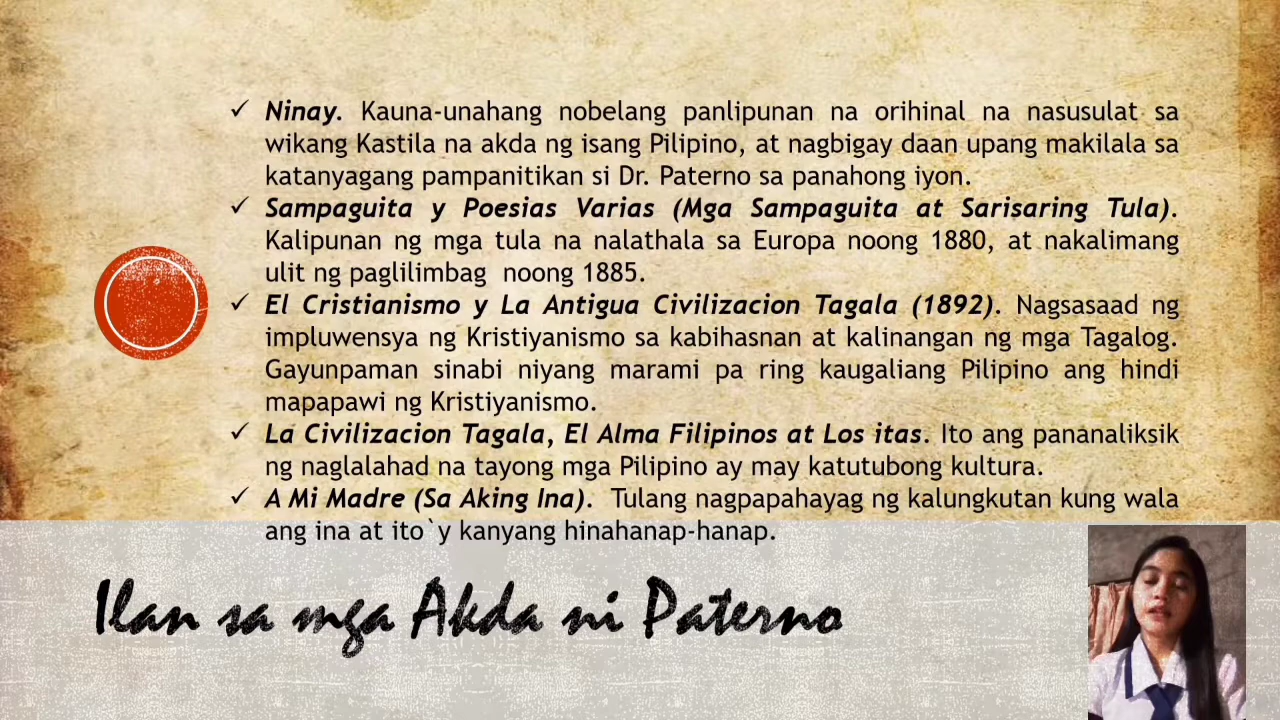 ✓ Ninay. Kauna-unahang nobelang panlipunan na orihinal na nasusulat sa
wikang Kastila na akda ng isang Pilipino, at nagbigay daan upang makilala sa
katanyagang pampanitikan si Dr. Paterno sa panahong iyon.
✓ Sampaguita y Poesias Varias (Mga Sampaguita at Sarisaring Tula).
Kalipunan ng mga tula na nalathala sa Europa noong 1880, at nakalimang
ulit ng paglilimbag noong 1885.
✓ El Cristianismo y La Antigua Civilizacion Tagala (1892). Nagsasaad ng
impluwensya ng Kristiyanismo sa kabihasnan at kalinangan ng mga Tagalog.
Gayunpaman sinabi niyang marami pa ring kaugaliang Pilipino ang hindi
mapapawi ng Kristiyanismo.
✓ La Civilizacion Tagala, El Alma Filipinos at Los itas. Ito ang pananaliksik
ng naglalahad na tayong mga Pilipino ay may katutubong kultura.
✓ A Mi Madre (Sa Aking Ina). Tulang nagpapahayag ng kalungkutan kung wala
ang ina at ito`y kanyang hinahanap-hanap.
Ilan sa mga Akda ni Paterno